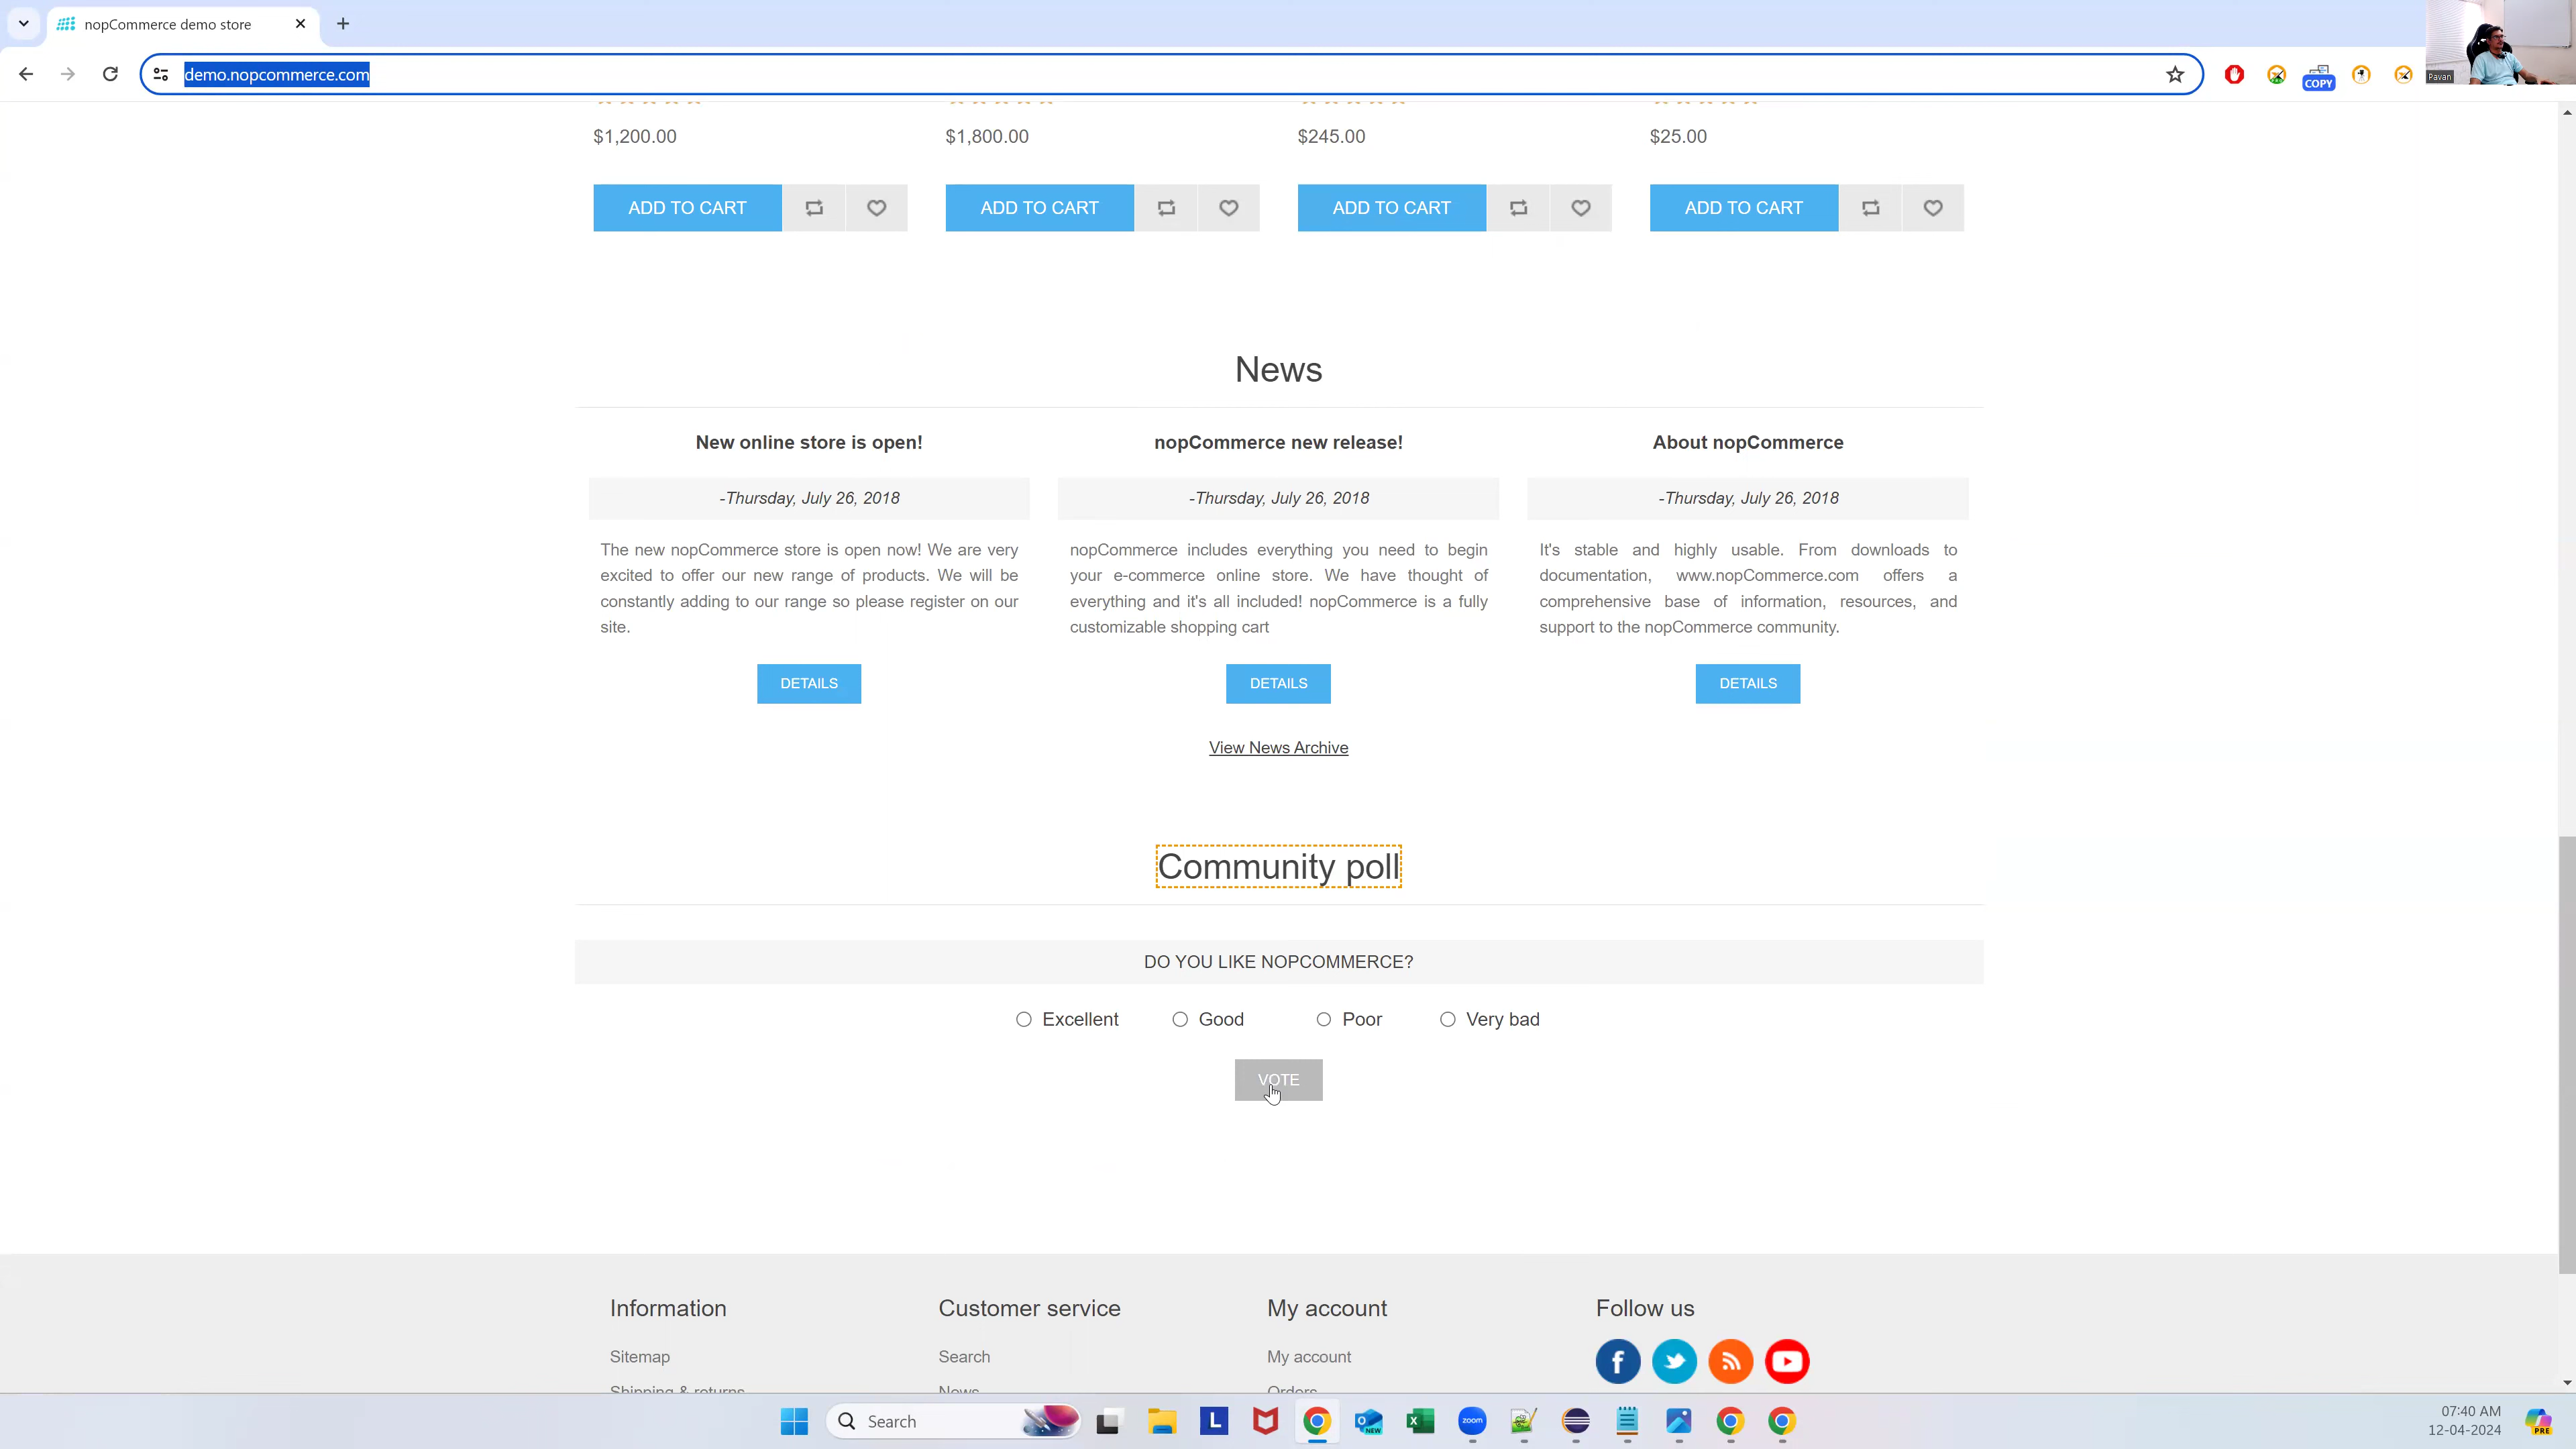 nopCommerce demo store
demo.nopcommerce.com
COPY
Pavan
$1,200.00 $1,800.00 $245.00 $25.00
ADD TO CART ADD TO CART ADD TO CART ADD TO CART
News
New online store is open!
-Thursday, July 26, 2018
The new nopCommerce store is open now! We are very
excited to offer our new range of products. We will be
constantly adding to our range so please register on our
site.
DETAILS
nopCommerce new release!
-Thursday, July 26, 2018
nopCommerce includes everything you need to begin
your e-commerce online store. We have thought of
everything and it's all included! nopCommerce is a fully
customizable shopping cart
DETAILS
About nopCommerce
-Thursday, July 26, 2018
It's stable and highly usable. From downloads to
documentation, www.nopCommerce.com offers a
comprehensive base of information, resources, and
support to the nopCommerce community.
DETAILS
View News Archive
Community poll
DO YOU LIKE NOPCOMMERCE?
Excellent Good Poor Very bad
VOTE
Information
Sitemap
Shipping & returns
Customer service
Search
News
My account
My account
Orders
Follow us
Search
L
NEW
zoom
07:40 AM
12-04-2024
PRE